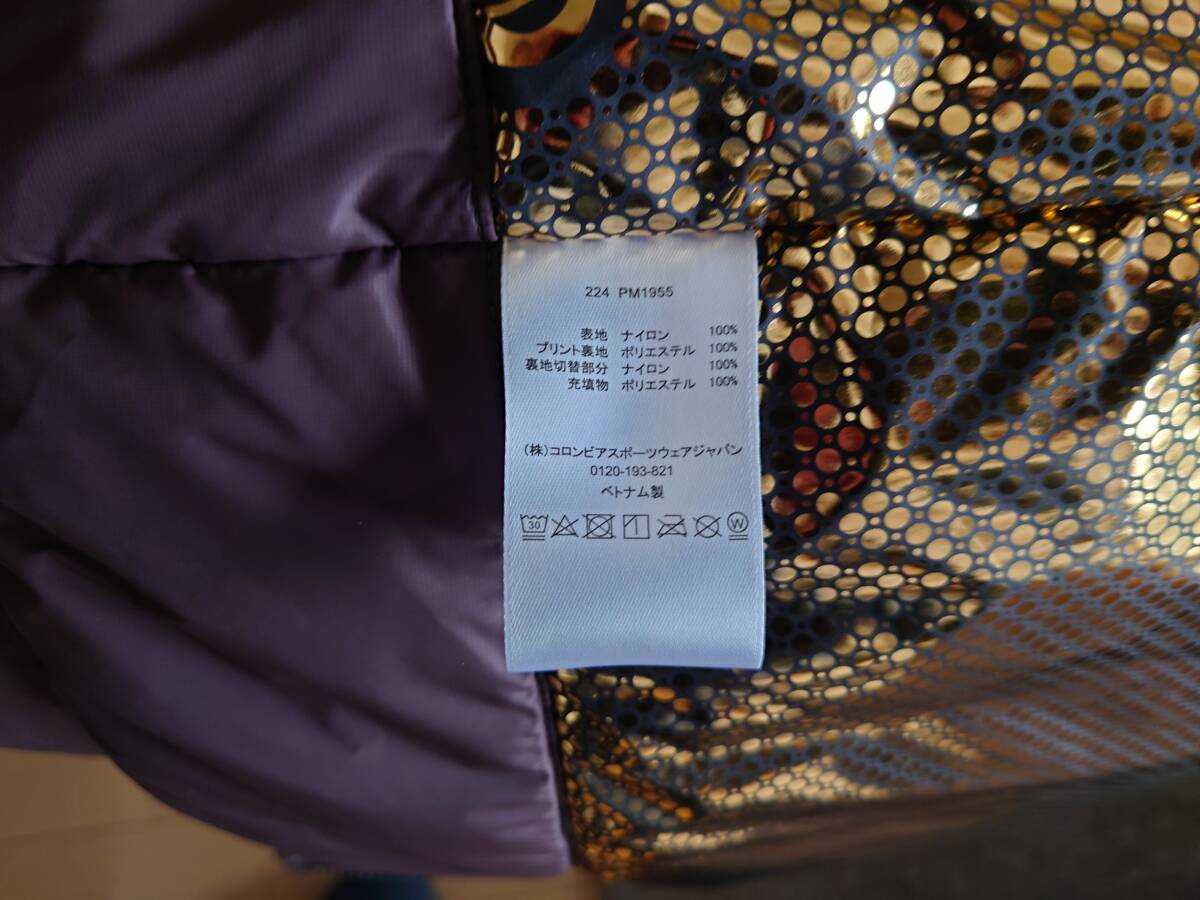 224 PM1955
表地 ナイロン 100%
プリント裏地 ポリエステル 100%
裏地切替部分 ナイロン 100%
充填物 ポリエステル 100%
(株)コロンビアスポーツウェアジャパン
0120-193-821
ベトナム製
30 W